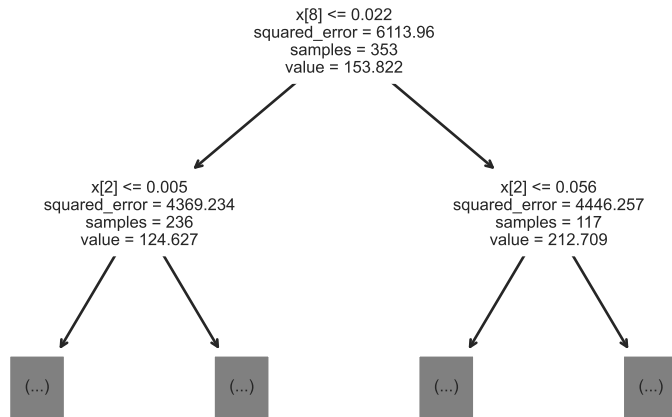 x[8] <= 0.022
squared_error = 6113.96
samples = 353
value = 153.822
x[2] <= 0.005
squared_error = 4369.234
samples = 236
value = 124.627
x[2] <= 0.056
squared_error = 4446.257
samples = 117
value = 212.709
(...)
(...)
(...)
(...)